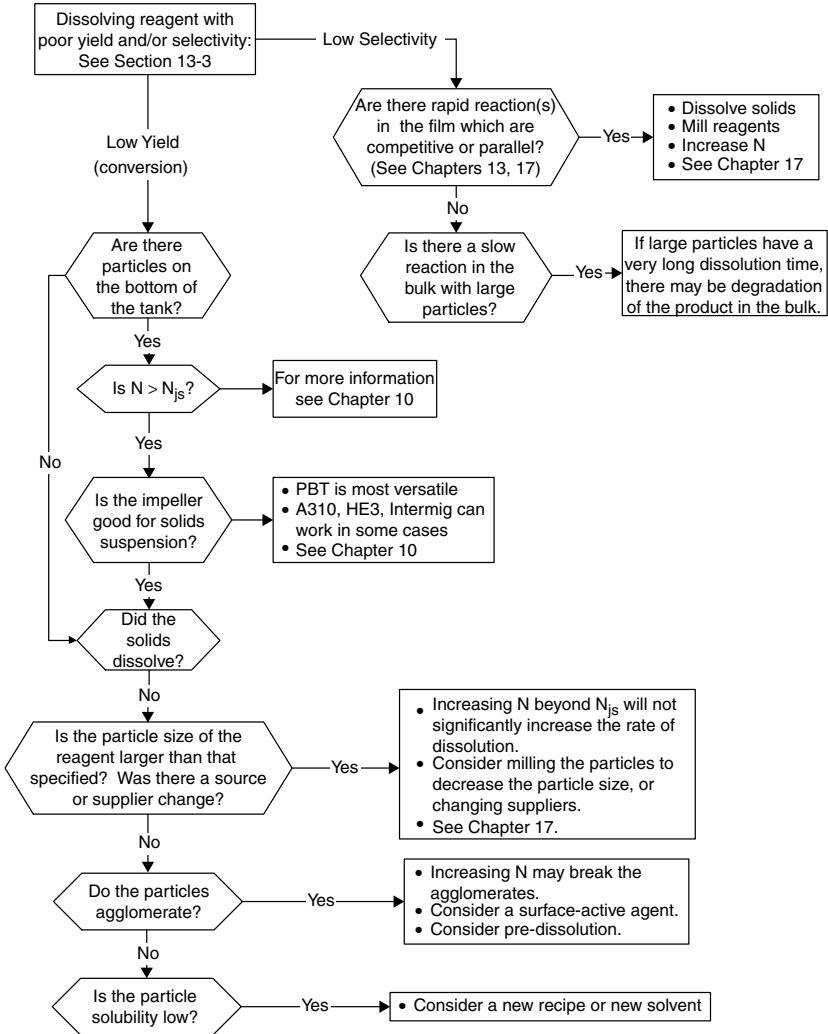 Dissolving reagent with
poor yield and/or selectivity:
See Section 13-3
Low Selectivity
Are there rapid reaction(s)
in the film which are
competitive or parallel?
(See Chapters 13, 17)
Yes
• Dissolve solids
• Mill reagents
• Increase N
• See Chapter 17
Low Yield
(conversion)
No
Are there
particles on
the bottom of
the tank?
Is there a slow
reaction in the
bulk with large
particles?
Yes
If large particles have a
very long dissolution time,
there may be degradation
of the product in the bulk.
Yes
Is N > Njs?
For more information
see Chapter 10
Yes
No
Is the impeller
good for solids
suspension?
• PBT is most versatile
• A310, HE3, Intermig can
work in some cases
• See Chapter 10
Yes
Did the
solids
dissolve?
No
Is the particle size of the
reagent larger than that
specified? Was there a source
or supplier change?
Yes
• Increasing N beyond Njs will not
significantly increase the rate of
dissolution.
• Consider milling the particles to
decrease the particle size, or
changing suppliers.
• See Chapter 17.
No
Do the particles
agglomerate?
Yes
• Increasing N may break the
agglomerates.
• Consider a surface-active agent.
• Consider pre-dissolution.
No
Is the particle
solubility low?
Yes
• Consider a new recipe or new solvent